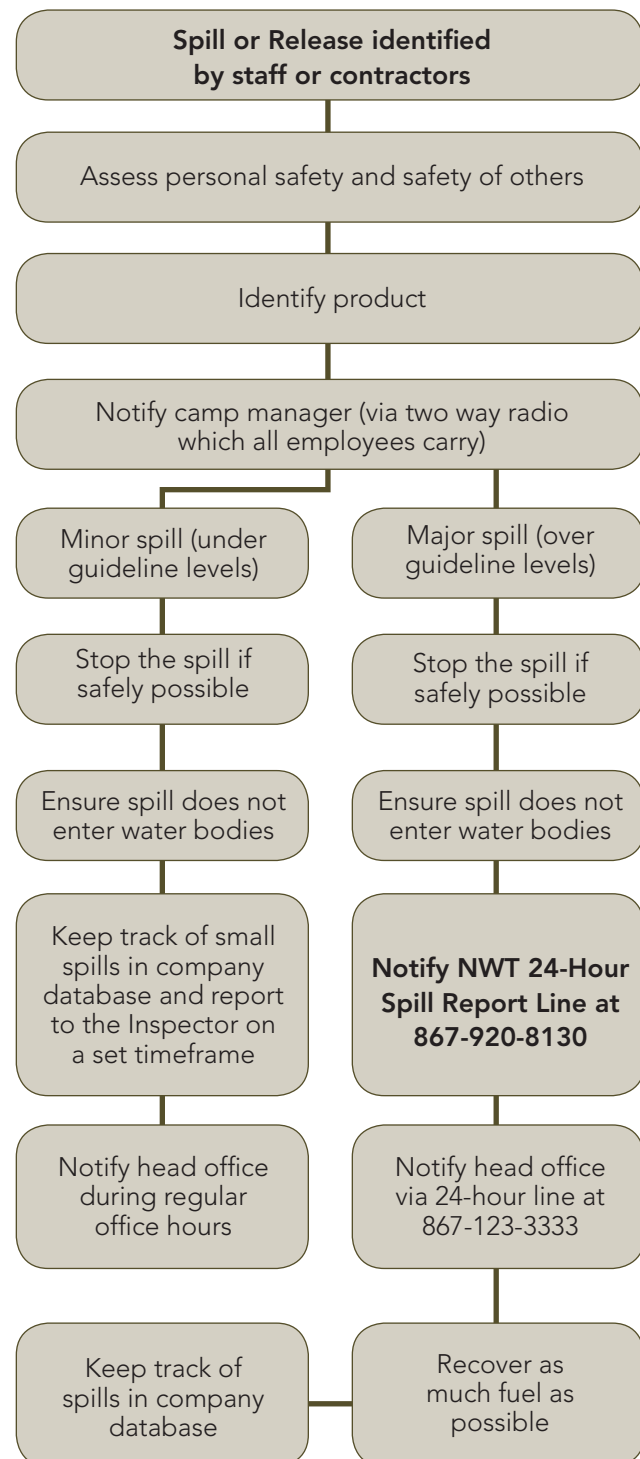 Spill or Release identified
by staff or contractors
Assess personal safety and safety of others
Identify product
Notify camp manager (via two way radio
which all employees carry)
Minor spill (under
guideline levels)
Stop the spill if
safely possible
Ensure spill does not
enter water bodies
Keep track of small
spills in company
database and report
to the Inspector on
a set timeframe
Notify head office
during regular
office hours
Major spill (over
guideline levels)
Stop the spill if
safely possible
Ensure spill does not
enter water bodies
Notify NWT 24-Hour
Spill Report Line at
867-920-8130
Notify head office
via 24-hour line at
867-123-3333
Recover as
much fuel as
possible
Keep track of
spills in company
database